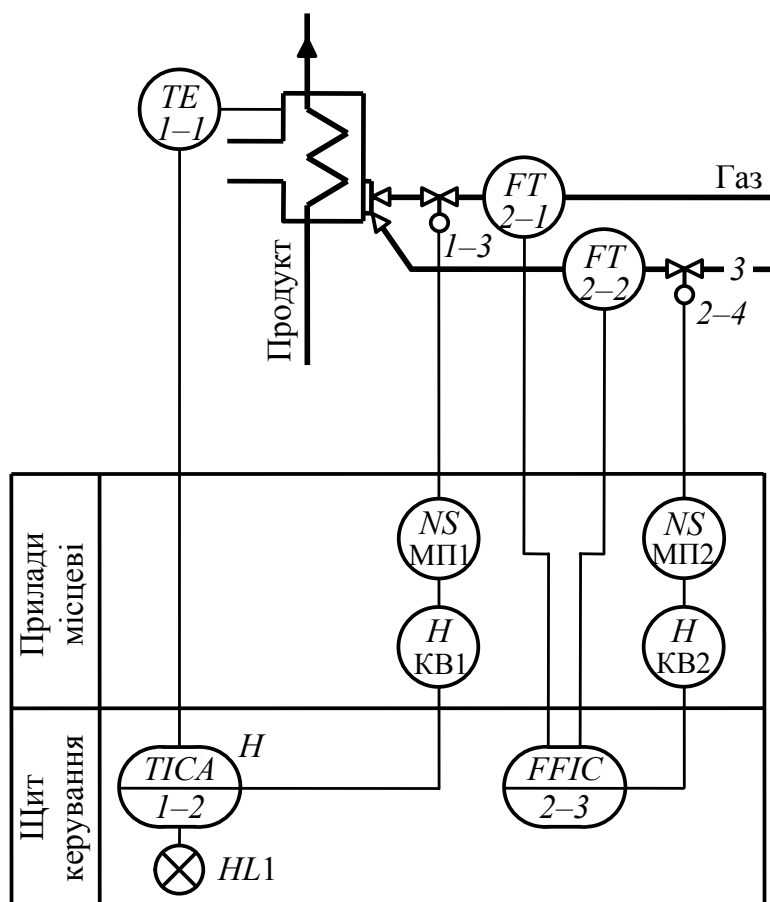 TE
1–1
Газ
FT
2–1
1–3
FT
2–2
3
2–4
Продукт
Прилади
місцеві
NS
МП1
NS
МП2
H
КВ1
H
КВ2
Щит
керування
H
TICA
1–2
FFIC
2–3
HL1